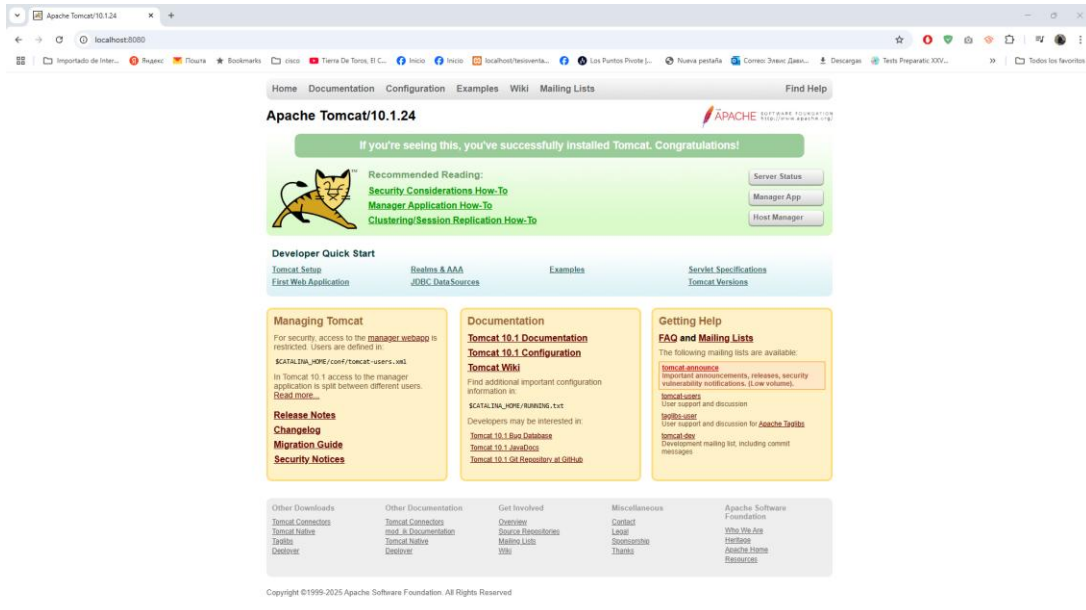 Apache Tomcat/10.1.24
localhost:8080
Importado de Inter... Яндекс Пошта Bookmarks cisco Tierra De Toros, El C... Inicio Inicio localhost/tesisventa... Los Puntos Pivote |... Nueva pestaña Descargas Tests Preparatic XXV... » Todos los favoritos
Home Documentation Configuration Examples Wiki Mailing Lists Find Help
Apache Tomcat/10.1.24
THE
APACHE SOFTWARE FOUNDATION
http://www.apache.org/
If you're seeing this, you've successfully installed Tomcat. Congratulations!
TM
Recommended Reading:
Security Considerations How-To
Manager Application How-To
Clustering/Session Replication How-To
Server Status
Manager App
Host Manager
Developer Quick Start
Tomcat Setup
First Web Application
Realms & AAA
JDBC DataSources
Examples
Servlet Specifications
Tomcat Versions
Managing Tomcat
For security, access to the manager webapp is
restricted. Users are defined in:
$CATALINA_HOME/conf/tomcat-users.xml
In Tomcat 10.1 access to the manager
application is split between different users.
Read more...
Release Notes
Changelog
Migration Guide
Security Notices
Documentation
Tomcat 10.1 Documentation
Tomcat 10.1 Configuration
Tomcat Wiki
Find additional important configuration
information in:
$CATALINA_HOME/RUNNING.txt
Developers may be interested in:
Tomcat 10.1 Bug Database
Tomcat 10.1 JavaDocs
Tomcat 10.1 Git Repository at GitHub
Getting Help
FAQ and Mailing Lists
The following mailing lists are available:
tomcat-announce
Important announcements, releases, security
vulnerability notifications. (Low volume).
tomcat-users
User support and discussion
taglibs-user
User support and discussion for Apache Taglibs
tomcat-dev
Development mailing list, including commit
messages
Other Downloads
Tomcat Connectors
Tomcat Native
Taglibs
Deployer
Other Documentation
Tomcat Connectors
mod_jk Documentation
Tomcat Native
Deployer
Get Involved
Overview
Source Repositories
Mailing Lists
Wiki
Miscellaneous
Contact
Legal
Sponsorship
Thanks
Apache Software
Foundation
Who We Are
Heritage
Apache Home
Resources
Copyright ©1999-2025 Apache Software Foundation. All Rights Reserved